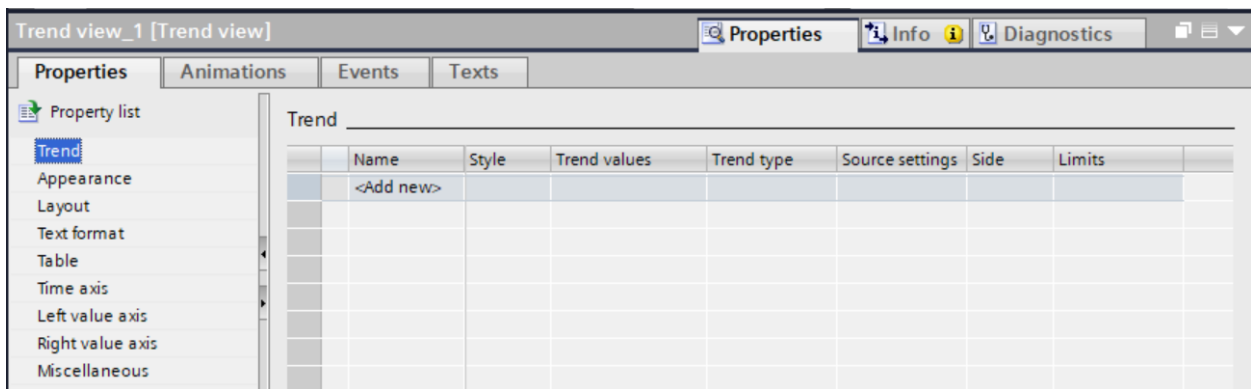 Trend view_1 [Trend view]
Properties Info Diagnostics
Properties Animations Events Texts
Property list
Trend
Appearance
Layout
Text format
Table
Time axis
Left value axis
Right value axis
Miscellaneous
Trend
Name Style Trend values Trend type Source settings Side Limits
<Add new>